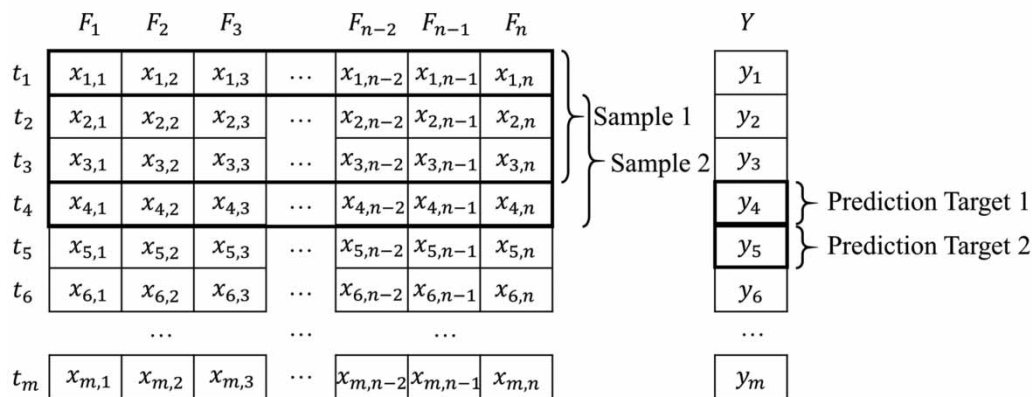 F₁ F₂ F₃ Fₙ₋₂ Fₙ₋₁ Fₙ Y
t₁ x₁,₁ x₁,₂ x₁,₃ ... x₁,ₙ₋₂ x₁,ₙ₋₁ x₁,ₙ y₁
t₂ x₂,₁ x₂,₂ x₂,₃ ... x₂,ₙ₋₂ x₂,ₙ₋₁ x₂,ₙ Sample 1 y₂
t₃ x₃,₁ x₃,₂ x₃,₃ ... x₃,ₙ₋₂ x₃,ₙ₋₁ x₃,ₙ Sample 2 y₃
t₄ x₄,₁ x₄,₂ x₄,₃ ... x₄,ₙ₋₂ x₄,ₙ₋₁ x₄,ₙ y₄ Prediction Target 1
t₅ x₅,₁ x₅,₂ x₅,₃ ... x₅,ₙ₋₂ x₅,ₙ₋₁ x₅,ₙ y₅ Prediction Target 2
t₆ x₆,₁ x₆,₂ x₆,₃ ... x₆,ₙ₋₂ x₆,ₙ₋₁ x₆,ₙ y₆
... ... ... ...
tₘ xₘ,₁ xₘ,₂ xₘ,₃ ... xₘ,ₙ₋₂ xₘ,ₙ₋₁ xₘ,ₙ yₘ